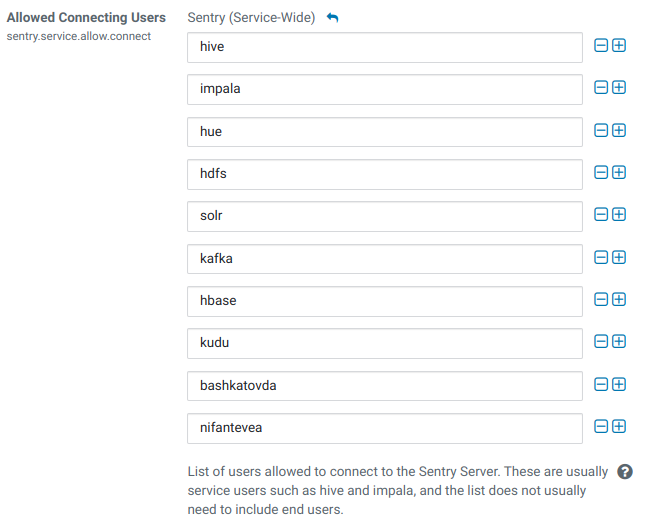 Allowed Connecting Users
sentry.service.allow.connect
Sentry (Service-Wide)
hive
impala
hue
hdfs
solr
kafka
hbase
kudu
bashkatovda
nifantevea
List of users allowed to connect to the Sentry Server. These are usually
service users such as hive and impala, and the list does not usually
need to include end users.